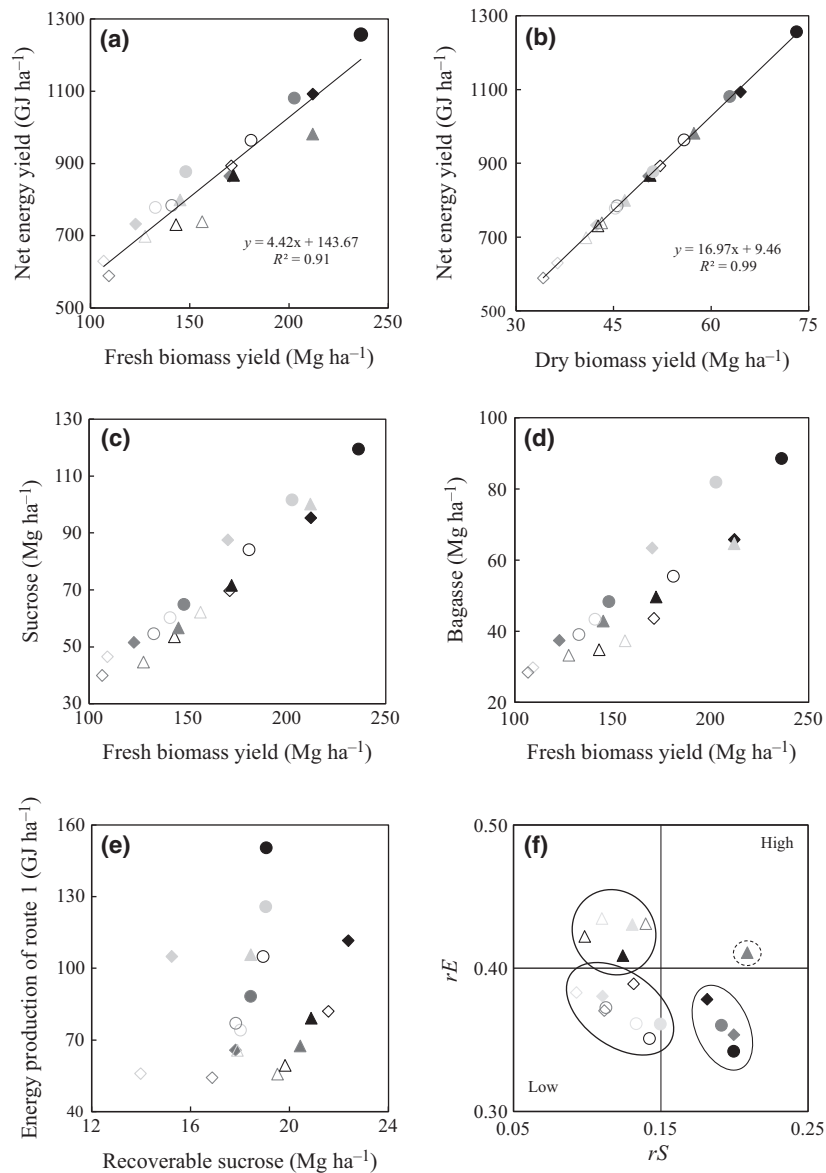 (a)
Net energy yield (GJ ha⁻¹)
1300
1100
900
700
500
y = 4.42x + 143.67
R² = 0.91
100 150 200 250
Fresh biomass yield (Mg ha⁻¹)
(b)
Net energy yield (GJ ha⁻¹)
1300
1100
900
700
500
y = 16.97x + 9.46
R² = 0.99
30 45 60 75
Dry biomass yield (Mg ha⁻¹)
(c)
Sucrose (Mg ha⁻¹)
130
110
90
70
50
30
100 150 200 250
Fresh biomass yield (Mg ha⁻¹)
(d)
Bagasse (Mg ha⁻¹)
100
80
60
40
20
100 150 200 250
Fresh biomass yield (Mg ha⁻¹)
(e)
Energy production of route 1 (GJ ha⁻¹)
160
130
100
70
40
12 16 20 24
Recoverable sucrose (Mg ha⁻¹)
(f)
High
rE
0.50
0.40
0.30
Low
0.05 0.15 0.25
rS